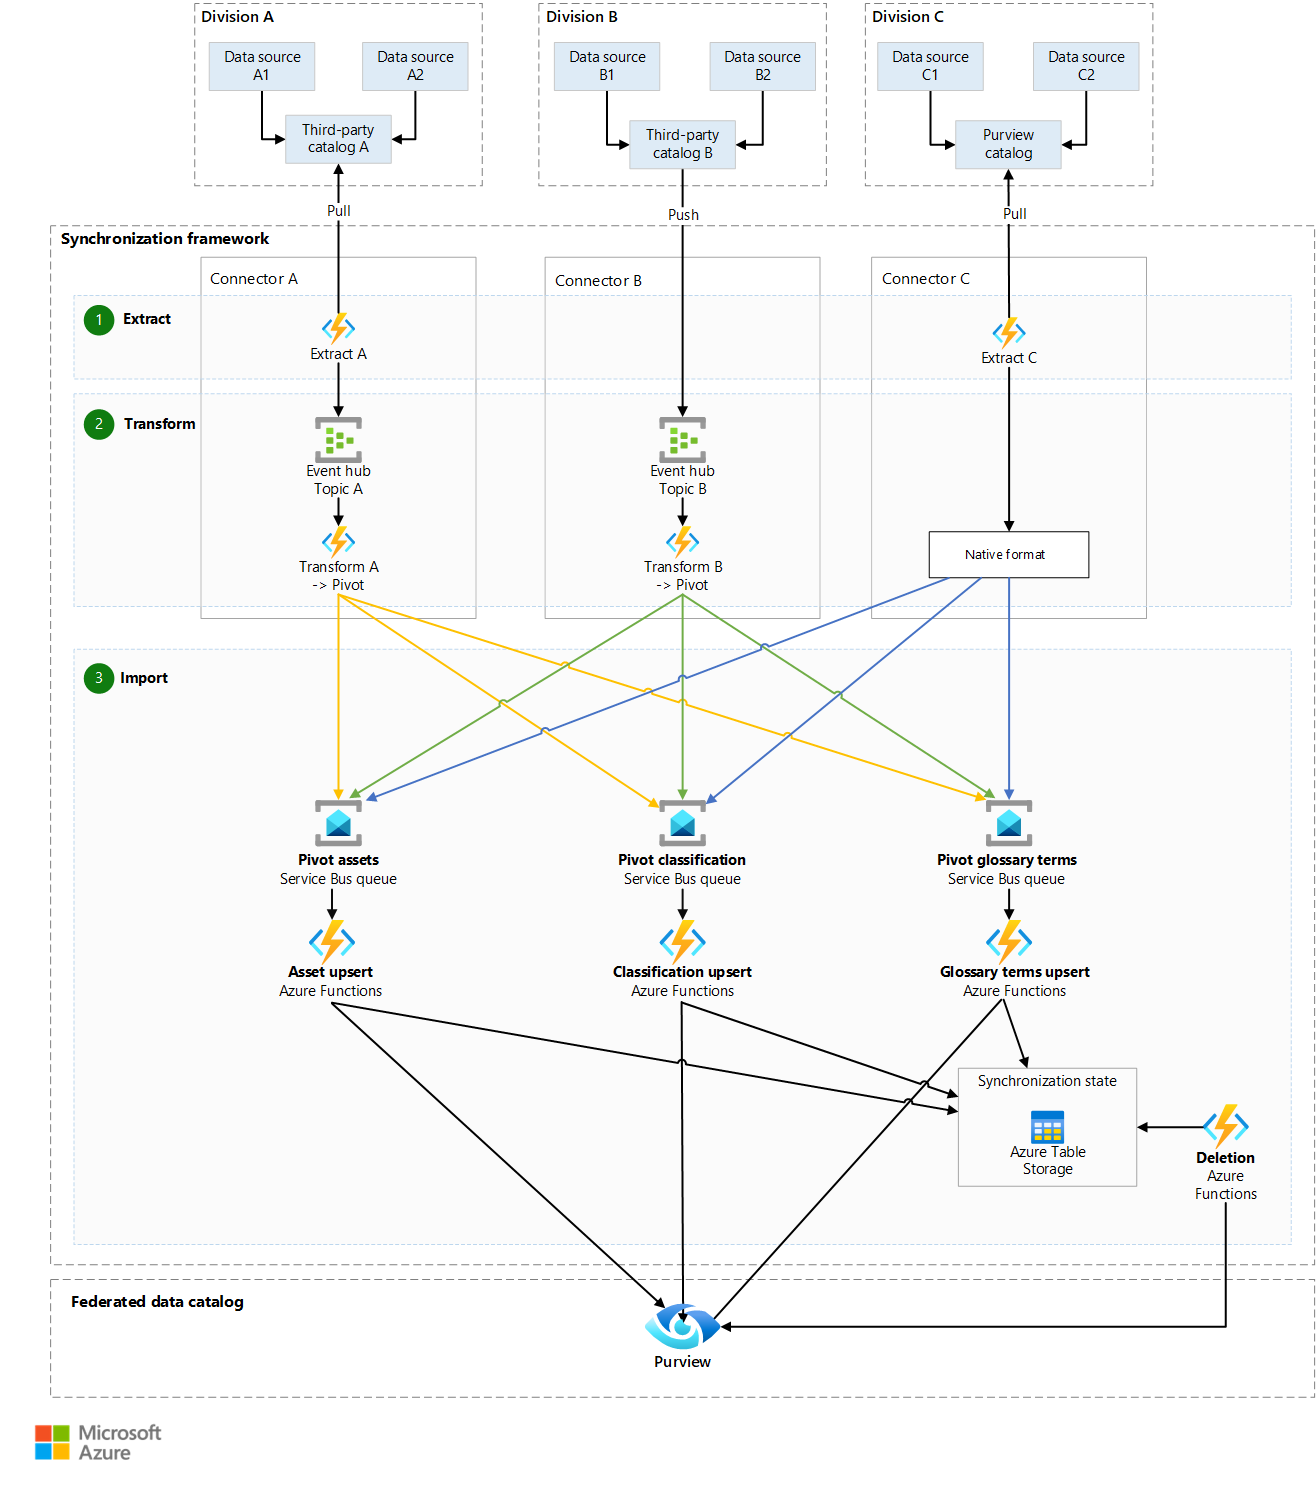 Division A
Division B
Division C
Data source
A1
Data source
A2
Data source
B1
Data source
B2
Data source
C1
Data source
C2
Third-party
catalog A
Third-party
catalog B
Purview
catalog
Pull
Push
Pull
Synchronization framework
Connector A
Connector B
Connector C
1
Extract
Extract A
Extract C
2
Transform
Event hub
Topic A
Event hub
Topic B
Transform A
-> Pivot
Transform B
-> Pivot
Native format
3
Import
Pivot assets
Service Bus queue
Pivot classification
Service Bus queue
Pivot glossary terms
Service Bus queue
Asset upsert
Azure Functions
Classification upsert
Azure Functions
Glossary terms upsert
Azure Functions
Synchronization state
Azure Table
Storage
Deletion
Azure
Functions
Federated data catalog
Purview
Microsoft
Azure